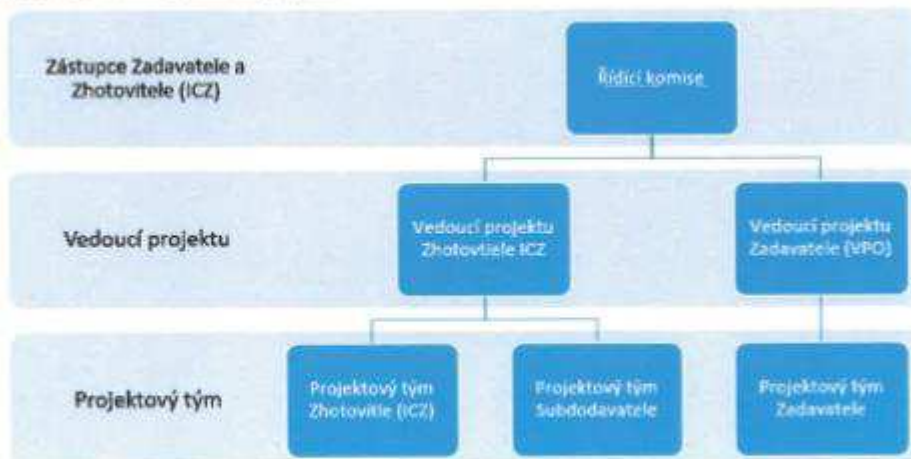 Zástupce Zadavatele a
Zhotovitele (ICZ)
Řídící komise
Vedoucí projektu
Vedoucí projektu
Zhotovtiele ICZ
Vedoucí projektu
Zadavatele (VPO)
Projektový tým
Projektový tým
Zhotovitle (ICZ)
Projektový tým
Subdodavatele
Projektový tým
Zadavatele